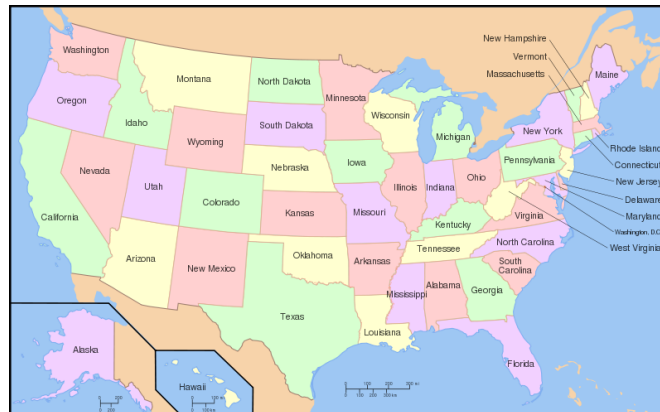 New Hampshire
Vermont
Massachusetts
Washington
Montana
North Dakota
Minnesota
Maine
Oregon
Idaho
Wisconsin
South Dakota
Michigan
New York
Wyoming
Rhode Island
Connecticut
Nebraska
Iowa
Pennsylvania
New Jersey
Nevada
Utah
Illinois
Indiana
Ohio
Delaware
Colorado
California
Kansas
Missouri
Kentucky
Virginia
Maryland
Washington, D.C.
West Virginia
Arizona
New Mexico
Oklahoma
Tennessee
North Carolina
Arkansas
South
Carolina
Mississippi
Alabama
Georgia
Texas
Louisiana
Alaska
Hawaii
Florida